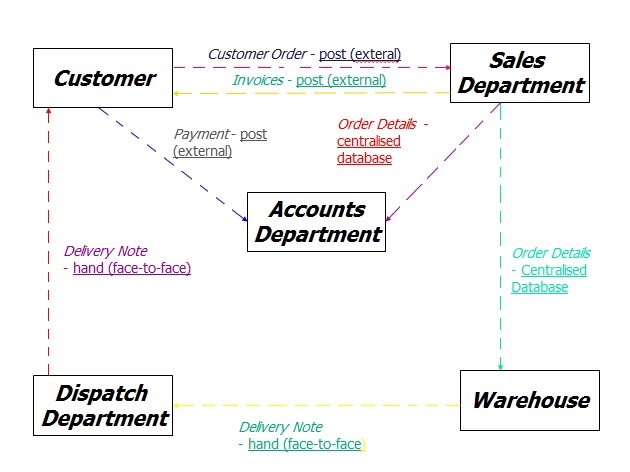 Customer Order - post (exteral)
Customer
Sales
Department
Invoices - post (external)
Payment - post
(external)
Order Details -
centralised
database
Accounts
Department
Delivery Note
- hand (face-to-face)
Order Details
- Centralised
Database
Dispatch
Department
Warehouse
Delivery Note
- hand (face-to-face)